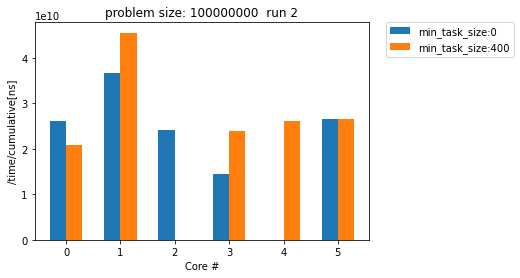 problem size: 100000000  run 2
1e10
min_task_size:0
min_task_size:400
/time/cumulative[ns]
4
3
2
1
0
0 1 2 3 4 5
Core #